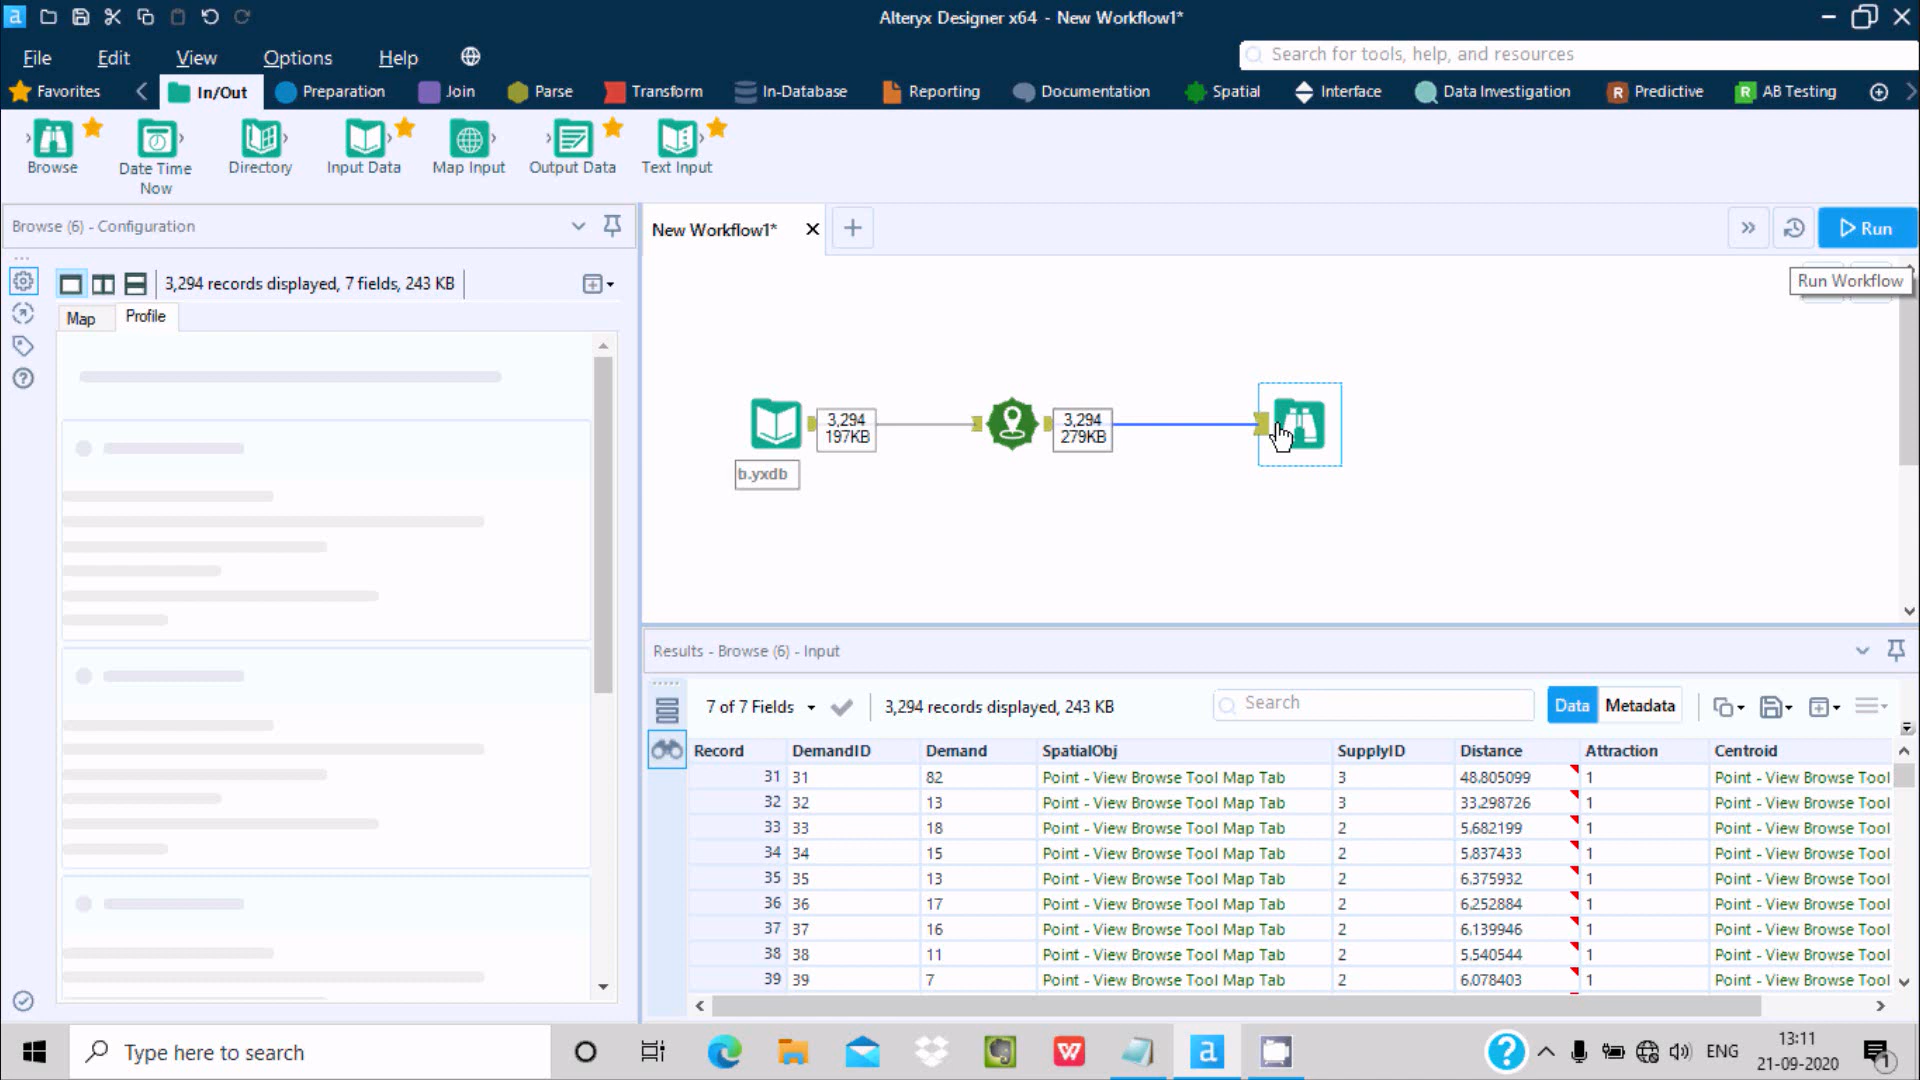 Alteryx Designer x64 - New Workflow1*
File Edit View Options Help
Search for tools, help, and resources
Favorites In/Out Preparation Join Parse Transform In-Database Reporting Documentation Spatial Interface Data Investigation Predictive AB Testing
Browse Date Time Now Directory Input Data Map Input Output Data Text Input
Browse (6) - Configuration
New Workflow1*
Run
Run Workflow
3,294 records displayed, 7 fields, 243 KB
Map Profile
3,294
197KB
3,294
279KB
b.yxdb
Results - Browse (6) - Input
7 of 7 Fields 3,294 records displayed, 243 KB Search Data Metadata
Record DemandID Demand SpatialObj SupplyID Distance Attraction Centroid
31 31 82 Point - View Browse Tool Map Tab 3 48.805099 1 Point - View Browse Tool
32 32 13 Point - View Browse Tool Map Tab 3 33.298726 1 Point - View Browse Tool
33 33 18 Point - View Browse Tool Map Tab 2 5.682199 1 Point - View Browse Tool
34 34 15 Point - View Browse Tool Map Tab 2 5.837433 1 Point - View Browse Tool
35 35 13 Point - View Browse Tool Map Tab 2 6.375932 1 Point - View Browse Tool
36 36 17 Point - View Browse Tool Map Tab 2 6.252884 1 Point - View Browse Tool
37 37 16 Point - View Browse Tool Map Tab 2 6.139946 1 Point - View Browse Tool
38 38 11 Point - View Browse Tool Map Tab 2 5.540544 1 Point - View Browse Tool
39 39 7 Point - View Browse Tool Map Tab 2 6.078403 1 Point - View Browse Tool
Type here to search
ENG
13:11
21-09-2020
1